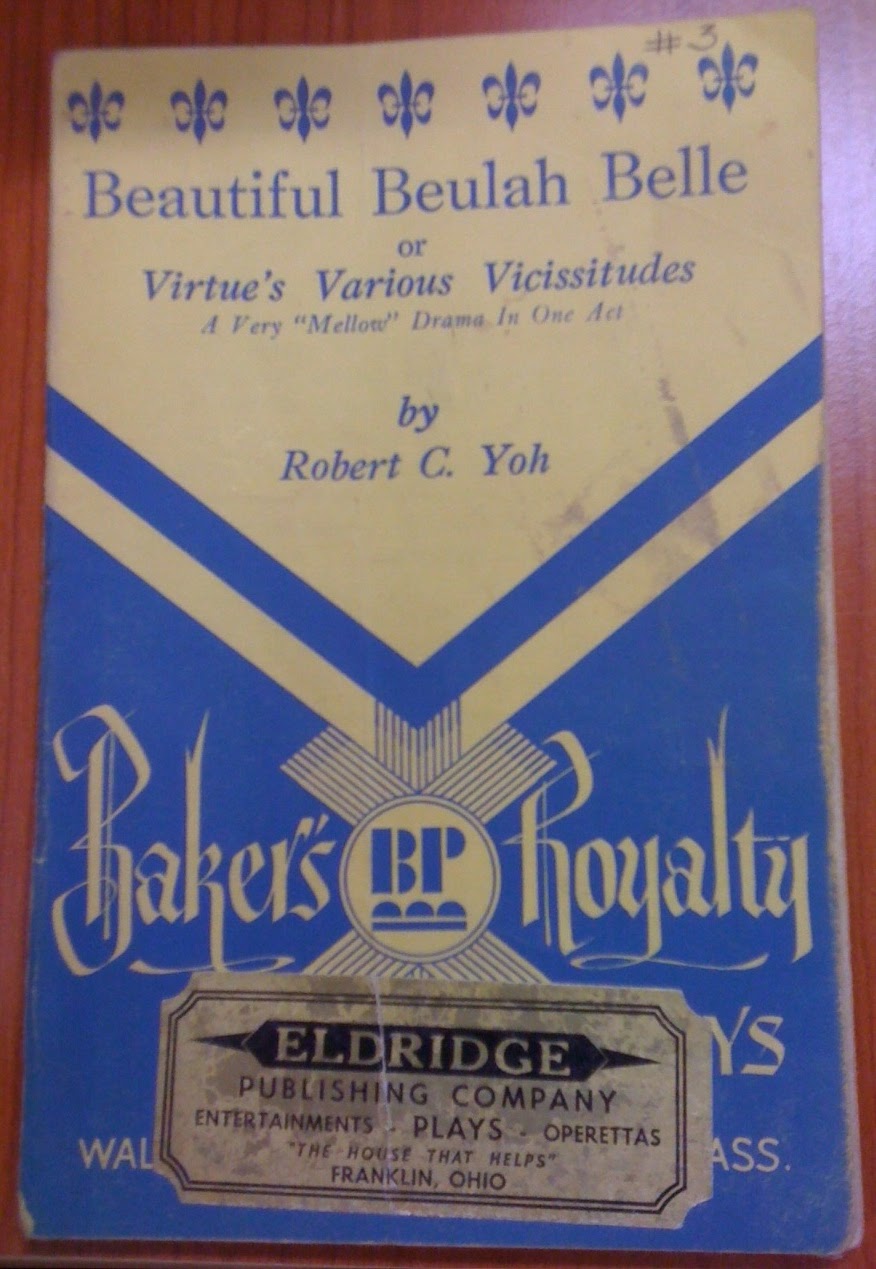 #3
Beautiful Beulah Belle
or
Virtue's Various Vicissitudes
A Very "Mellow" Drama In One Act
by
Robert C. Yoh
Baker's BP Royalty
YS
WAL ASS.
ELDRIDGE
PUBLISHING COMPANY
ENTERTAINMENTS - PLAYS - OPERETTAS
"THE HOUSE THAT HELPS"
FRANKLIN, OHIO